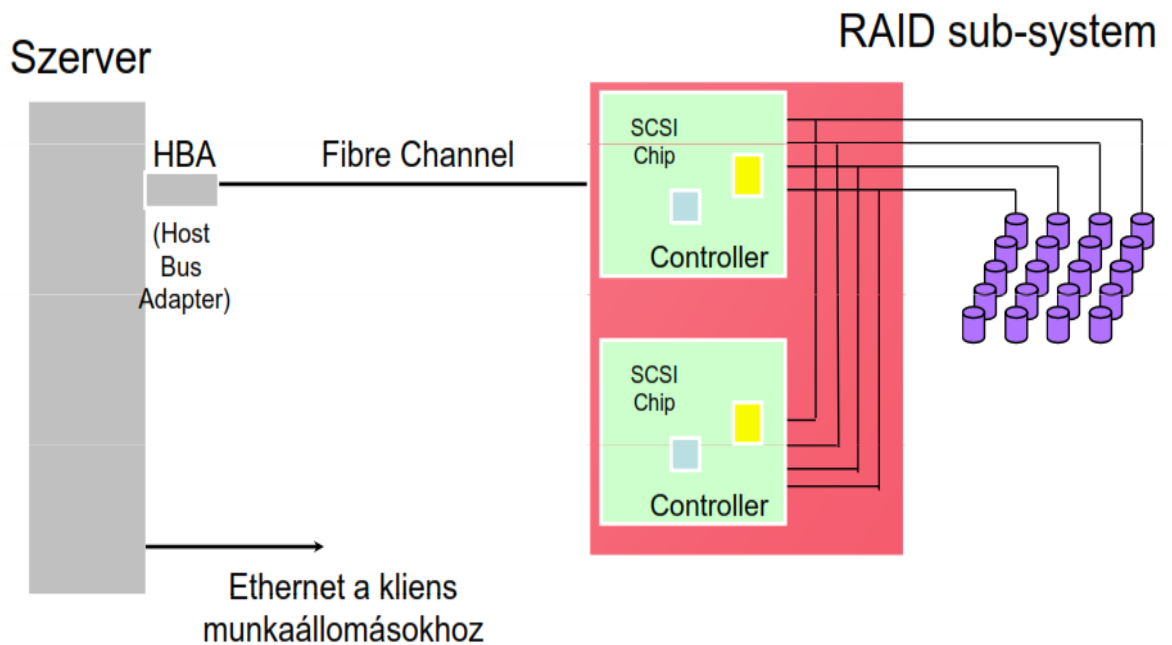 RAID sub-system
Szerver
HBA
Fibre Channel
(Host
Bus
Adapter)
SCSI
Chip
Controller
SCSI
Chip
Controller
Ethernet a kliens
munkaállomásokhoz